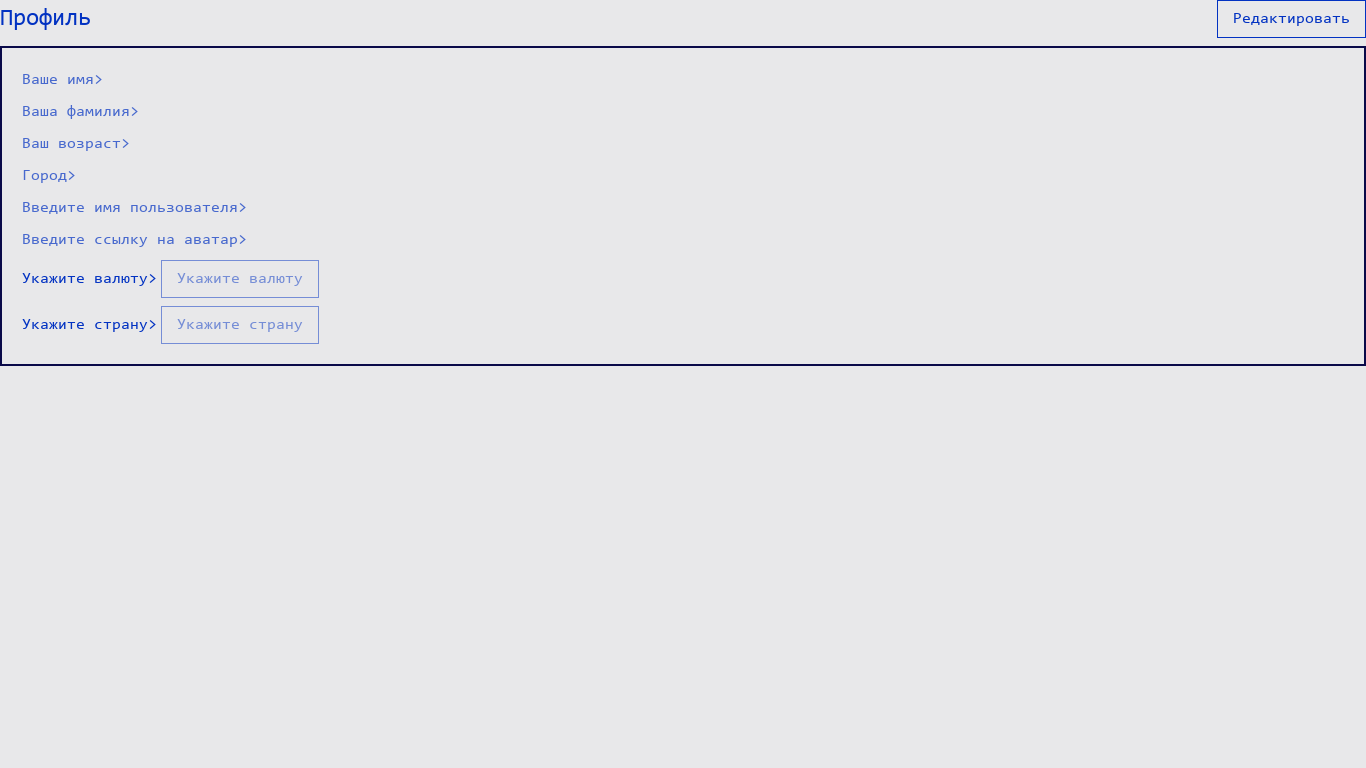 Профиль
Редактировать
Ваше имя>
Ваша фамилия>
Ваш возраст>
Город>
Введите имя пользователя>
Введите ссылку на аватар>
Укажите валюту> Укажите валюту
Укажите страну> Укажите страну